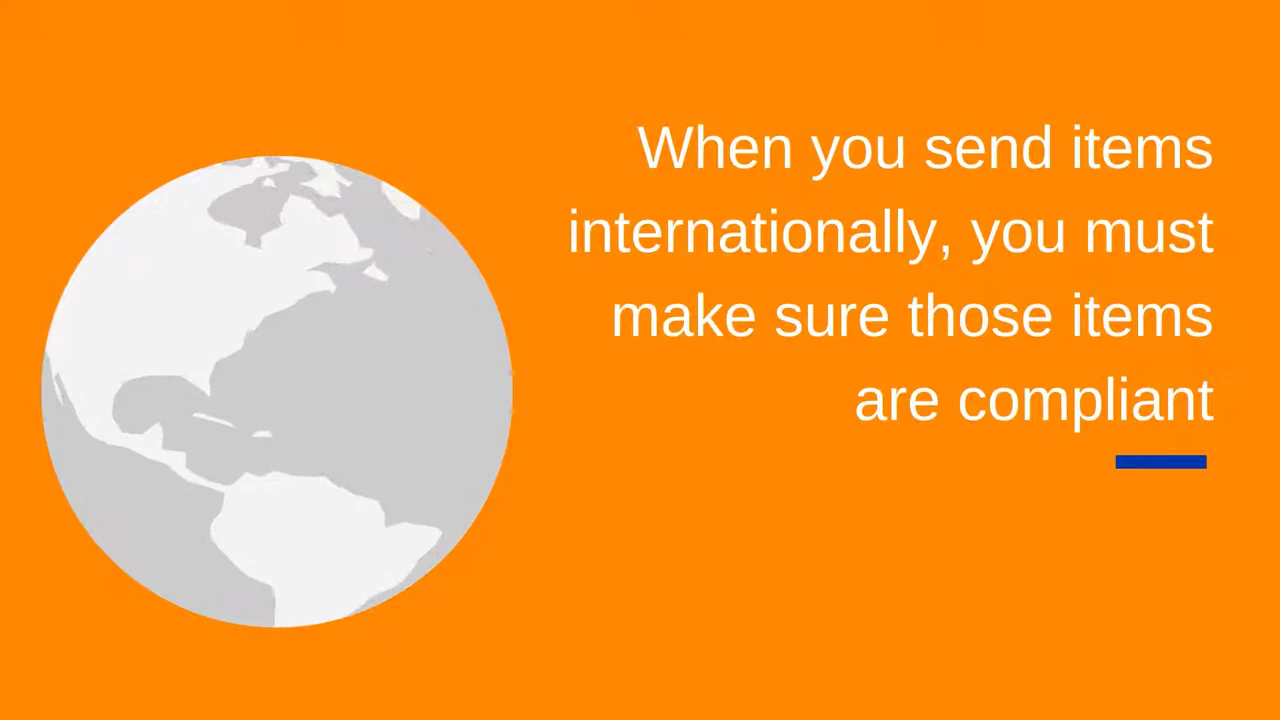 When you send items
internationally, you must
make sure those items
are compliant